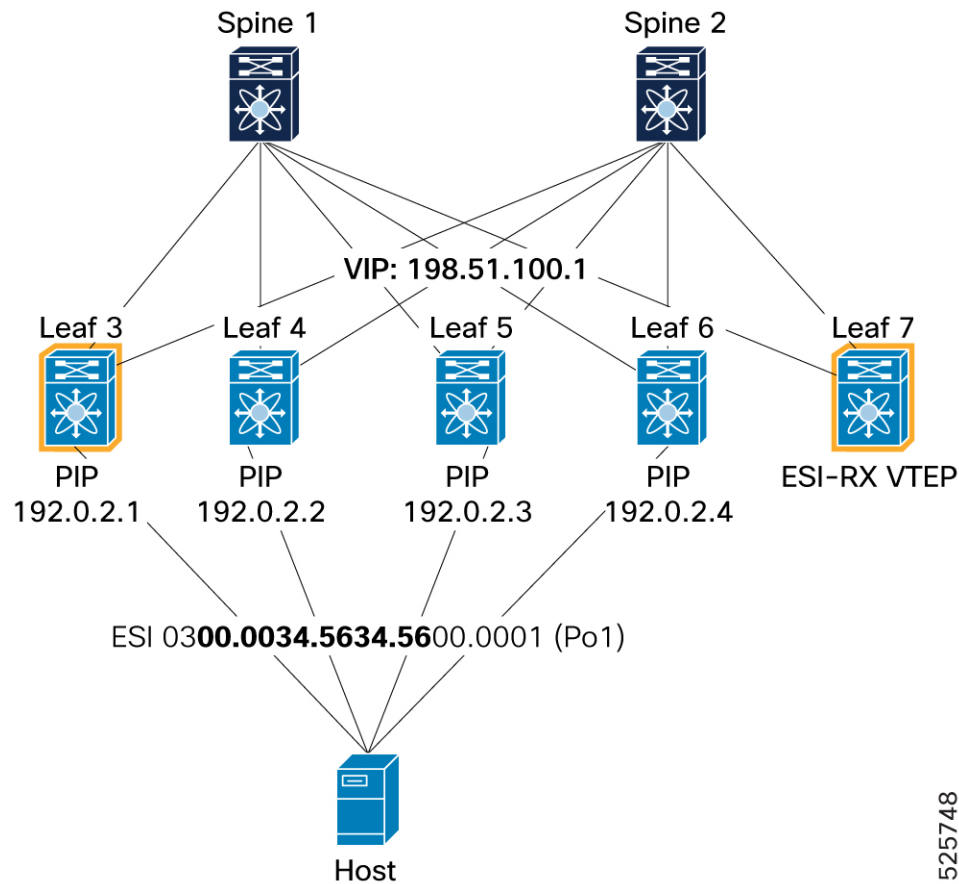 Spine 1
Spine 2
VIP: 198.51.100.1
Leaf 3
Leaf 4
Leaf 5
Leaf 6
Leaf 7
PIP
192.0.2.1
PIP
192.0.2.2
PIP
192.0.2.3
PIP
192.0.2.4
ESI-RX VTEP
ESI 0300.0034.5634.5600.0001 (Po1)
Host
525748